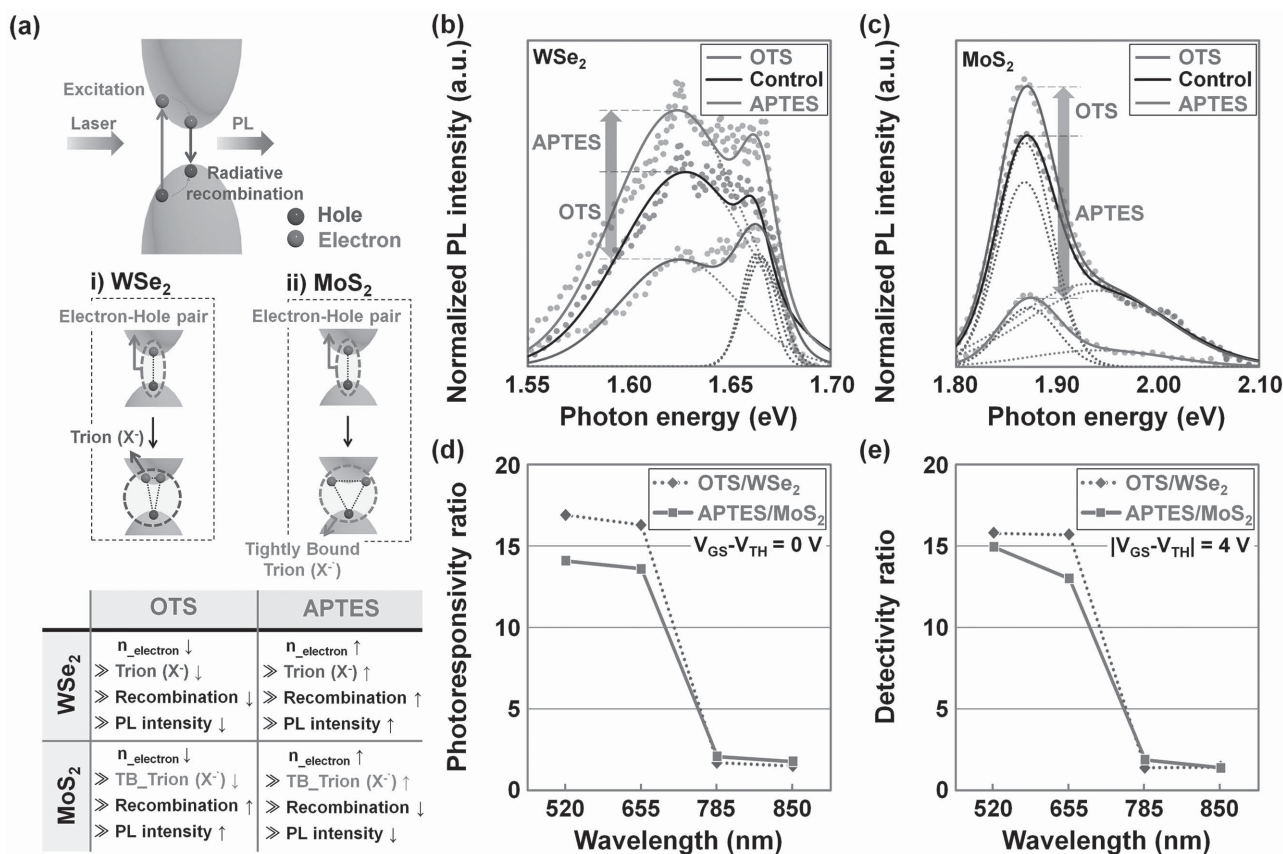 (a)
Excitation
Laser
PL
Radiative
recombination
Hole
Electron
i) WSe₂
ii) MoS₂
Electron-Hole pair
Electron-Hole pair
Trion (X⁻)
Tightly Bound
Trion (X⁻)
OTS
APTES
WSe₂
n_electron ↓
≫ Trion (X⁻) ↓
≫ Recombination ↓
≫ PL intensity ↓
n_electron ↑
≫ Trion (X⁻) ↑
≫ Recombination ↑
≫ PL intensity ↑
MoS₂
n_electron ↓
≫ TB_Trion (X⁻) ↓
≫ Recombination ↑
≫ PL intensity ↑
n_electron ↑
≫ TB_Trion (X⁻) ↑
≫ Recombination ↓
≫ PL intensity ↓
(b)
Normalized PL intensity (a.u.)
WSe₂
OTS
Control
APTES
APTES
OTS
1.55
1.60
1.65
1.70
Photon energy (eV)
(c)
Normalized PL intensity (a.u.)
MoS₂
OTS
Control
APTES
OTS
APTES
1.80
1.90
2.00
2.10
Photon energy (eV)
(d)
Photoresponsivity ratio
20
15
10
5
0
OTS/WSe₂
APTES/MoS₂
V_GS-V_TH = 0 V
520
655
785
850
Wavelength (nm)
(e)
Detectivity ratio
20
15
10
5
0
OTS/WSe₂
APTES/MoS₂
|V_GS-V_TH| = 4 V
520
655
785
850
Wavelength (nm)